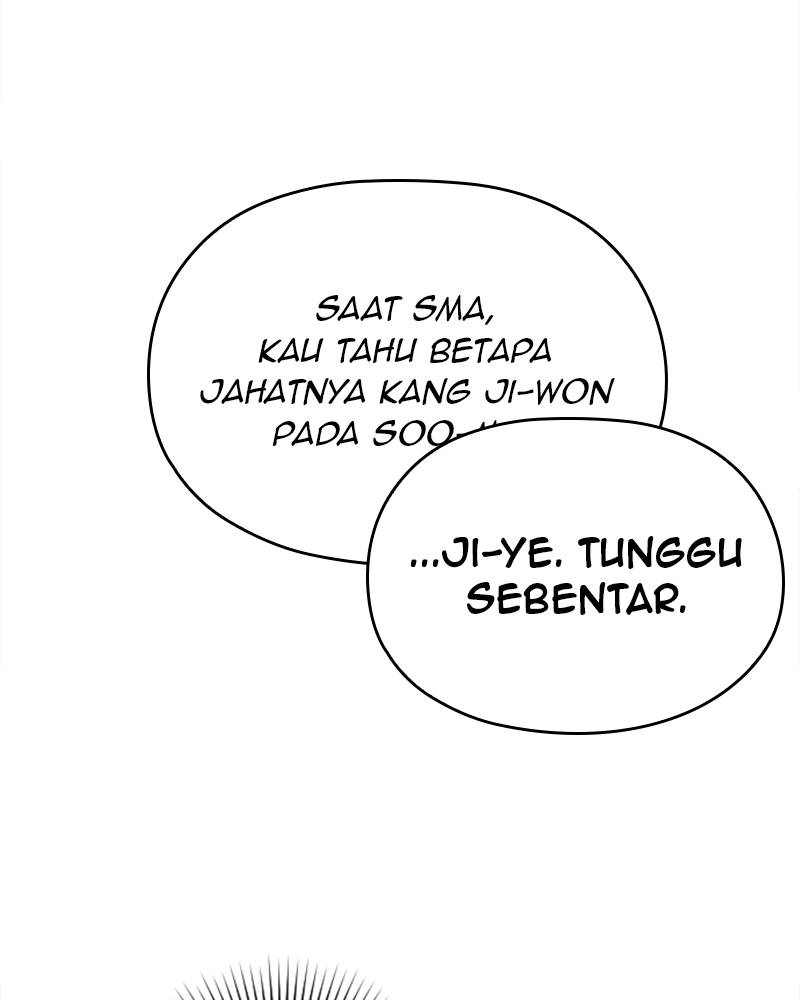 SAAT SMA,
KAU TAHU BETAPA
JAHATNYA KANG JI-WON
PADA
...JI-YE. TUNGGU
SEBENTAR.